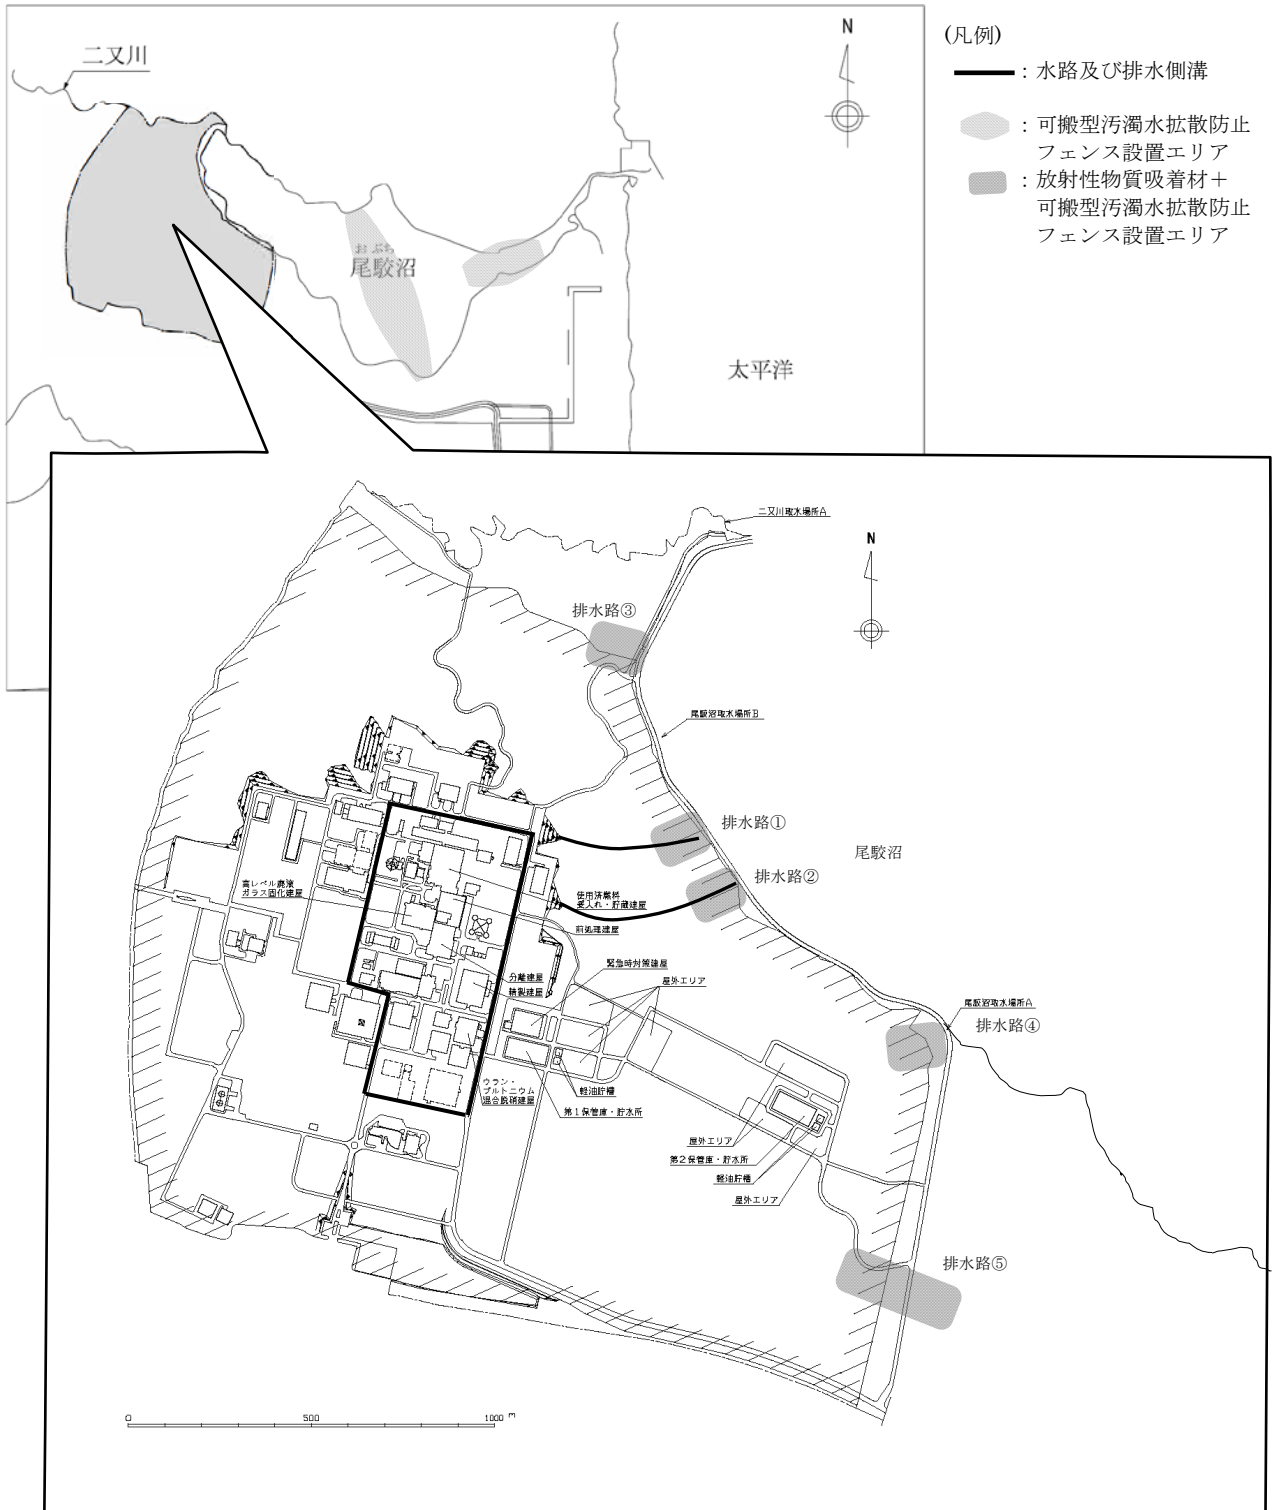 二又川
N
(凡例)
：水路及び排水側溝
：可搬型汚濁水拡散防止
フェンス設置エリア
：放射性物質吸着材＋
可搬型汚濁水拡散防止
フェンス設置エリア
おぶち
尾駮沼
太平洋
二又川取水場所A
N
排水路③
尾駮沼取水場所B
排水路①
尾駮沼
排水路②
高レベル廃液
ガラス固化建屋
使用済燃料
受入れ・貯蔵建屋
前処理建屋
緊急時対策建屋
分離建屋
屋外エリア
精製建屋
尾駮沼取水場所A
排水路④
ウラン・
プルトニウム
混合脱硝建屋
軽油貯槽
第1保管庫・貯水所
屋外エリア
第2保管庫・貯水所
軽油貯槽
屋外エリア
排水路⑤
0 500 1000 m